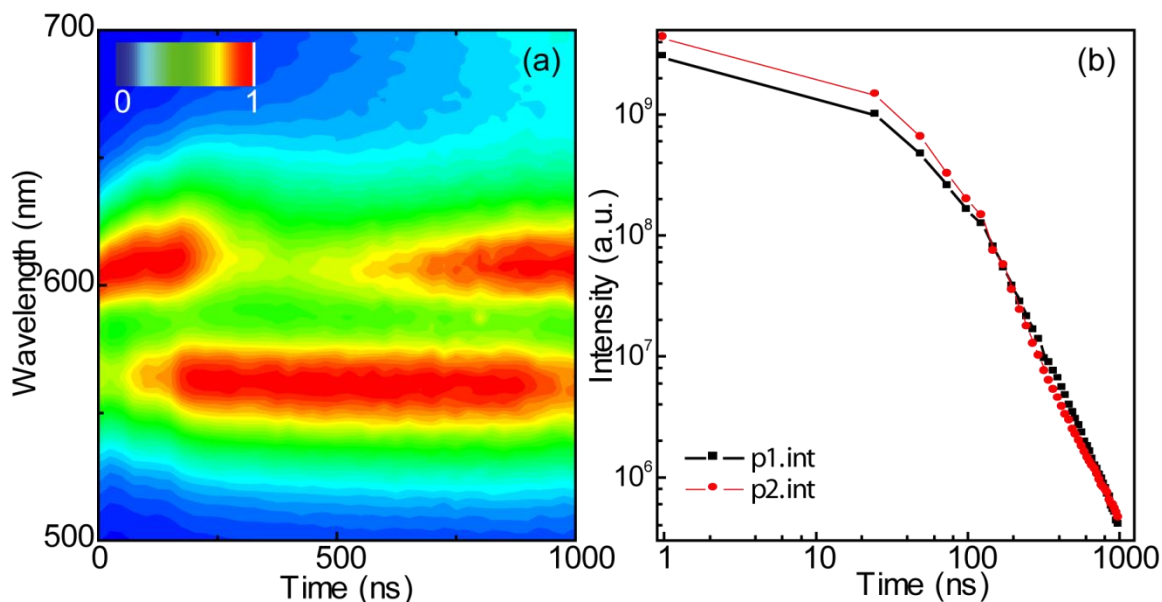 700
600
500
Wavelength (nm)
0 1
(a)
0 500 1000
Time (ns)
(b)
10⁹
10⁸
10⁷
10⁶
Intensity (a.u.)
p1.int
p2.int
1 10 100 1000
Time (ns)